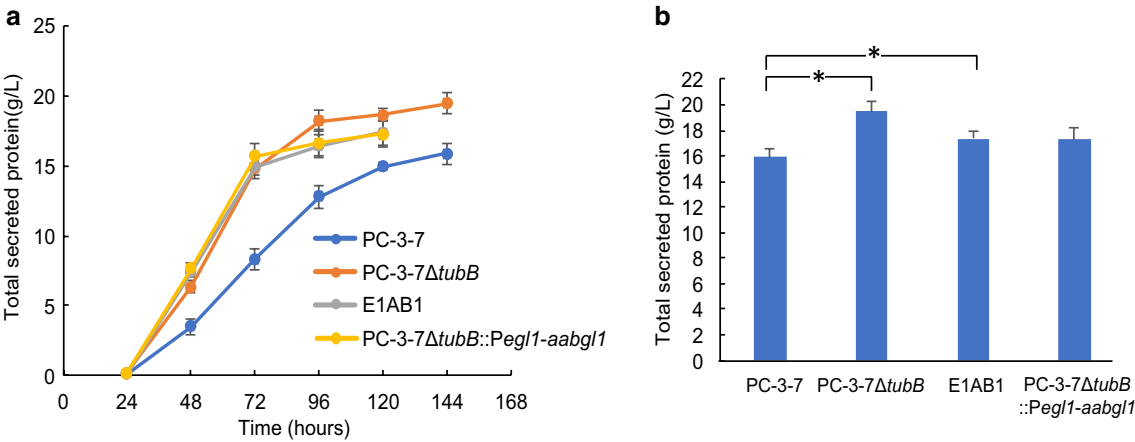 a
Total secreted protein(g/L)
25
20
15
10
5
0
0 24 48 72 96 120 144 168
Time (hours)
PC-3-7
PC-3-7ΔtubB
E1AB1
PC-3-7ΔtubB::Pegl1-aabgl1
b
Total secreted protein (g/L)
22
20
18
16
14
12
10
8
6
4
2
0
*
*
PC-3-7 PC-3-7ΔtubB E1AB1 PC-3-7ΔtubB
::Pegl1-aabgl1